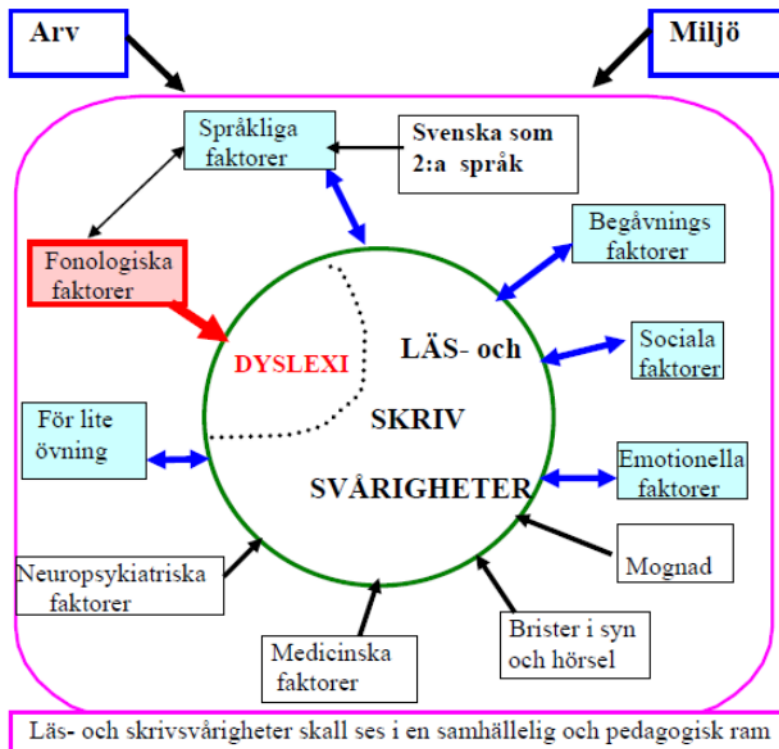 Arv
Miljö
Språkliga
faktorer
Svenska som
2:a språk
Begåvnings
faktorer
Fonologiska
faktorer
DYSLEXI
LÄS- och
SKRIV
SVÅRIGHETER
Sociala
faktorer
För lite
övning
Emotionella
faktorer
Neuropsykiatriska
faktorer
Mognad
Medicinska
faktorer
Brister i syn
och hörsel
Läs- och skrivsvårigheter skall ses i en samhällelig och pedagogisk ram